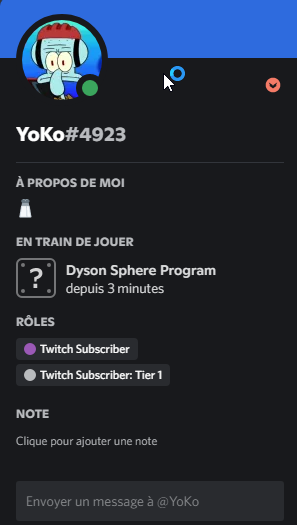 YoKo#4923
À PROPOS DE MOI
EN TRAIN DE JOUER
?
Dyson Sphere Program
depuis 3 minutes
RÔLES
Twitch Subscriber
Twitch Subscriber: Tier 1
NOTE
Clique pour ajouter une note
Envoyer un message à @YoKo